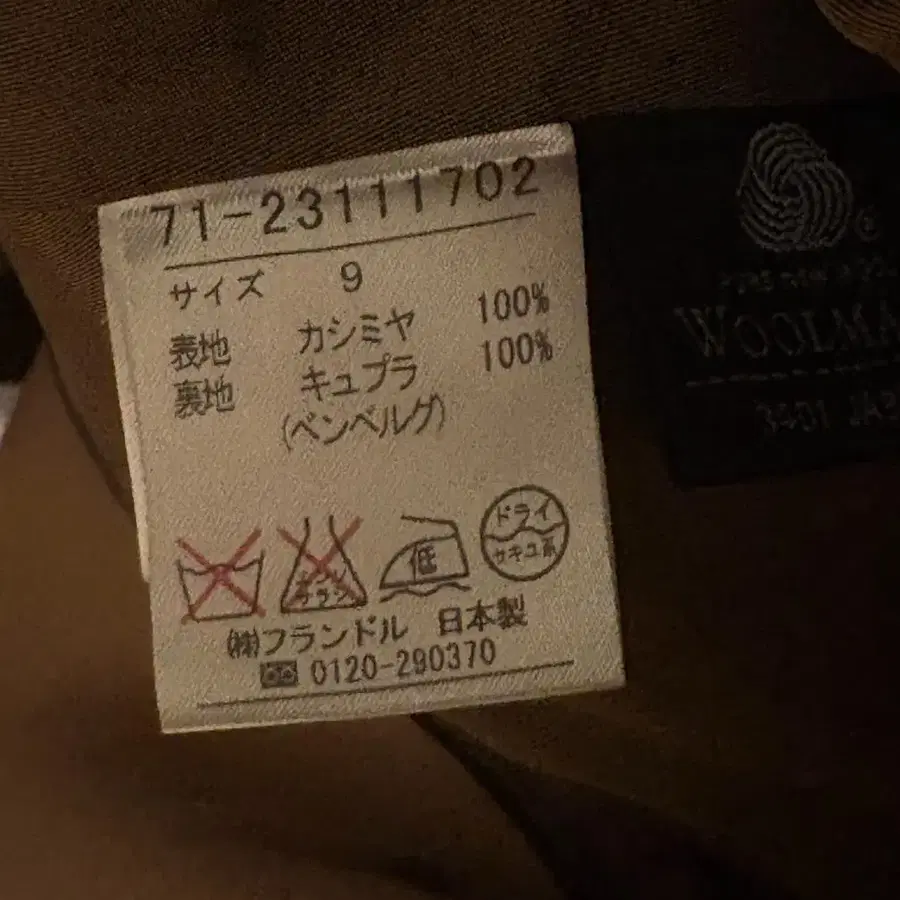 71-23111702
サイズ 9
表地 カシミヤ 100%
裏地 キュプラ 100%
(ベンベルグ)
低
ドライ
セキユ系
㈱フランドル 日本製
0120-290370
WOOLMA